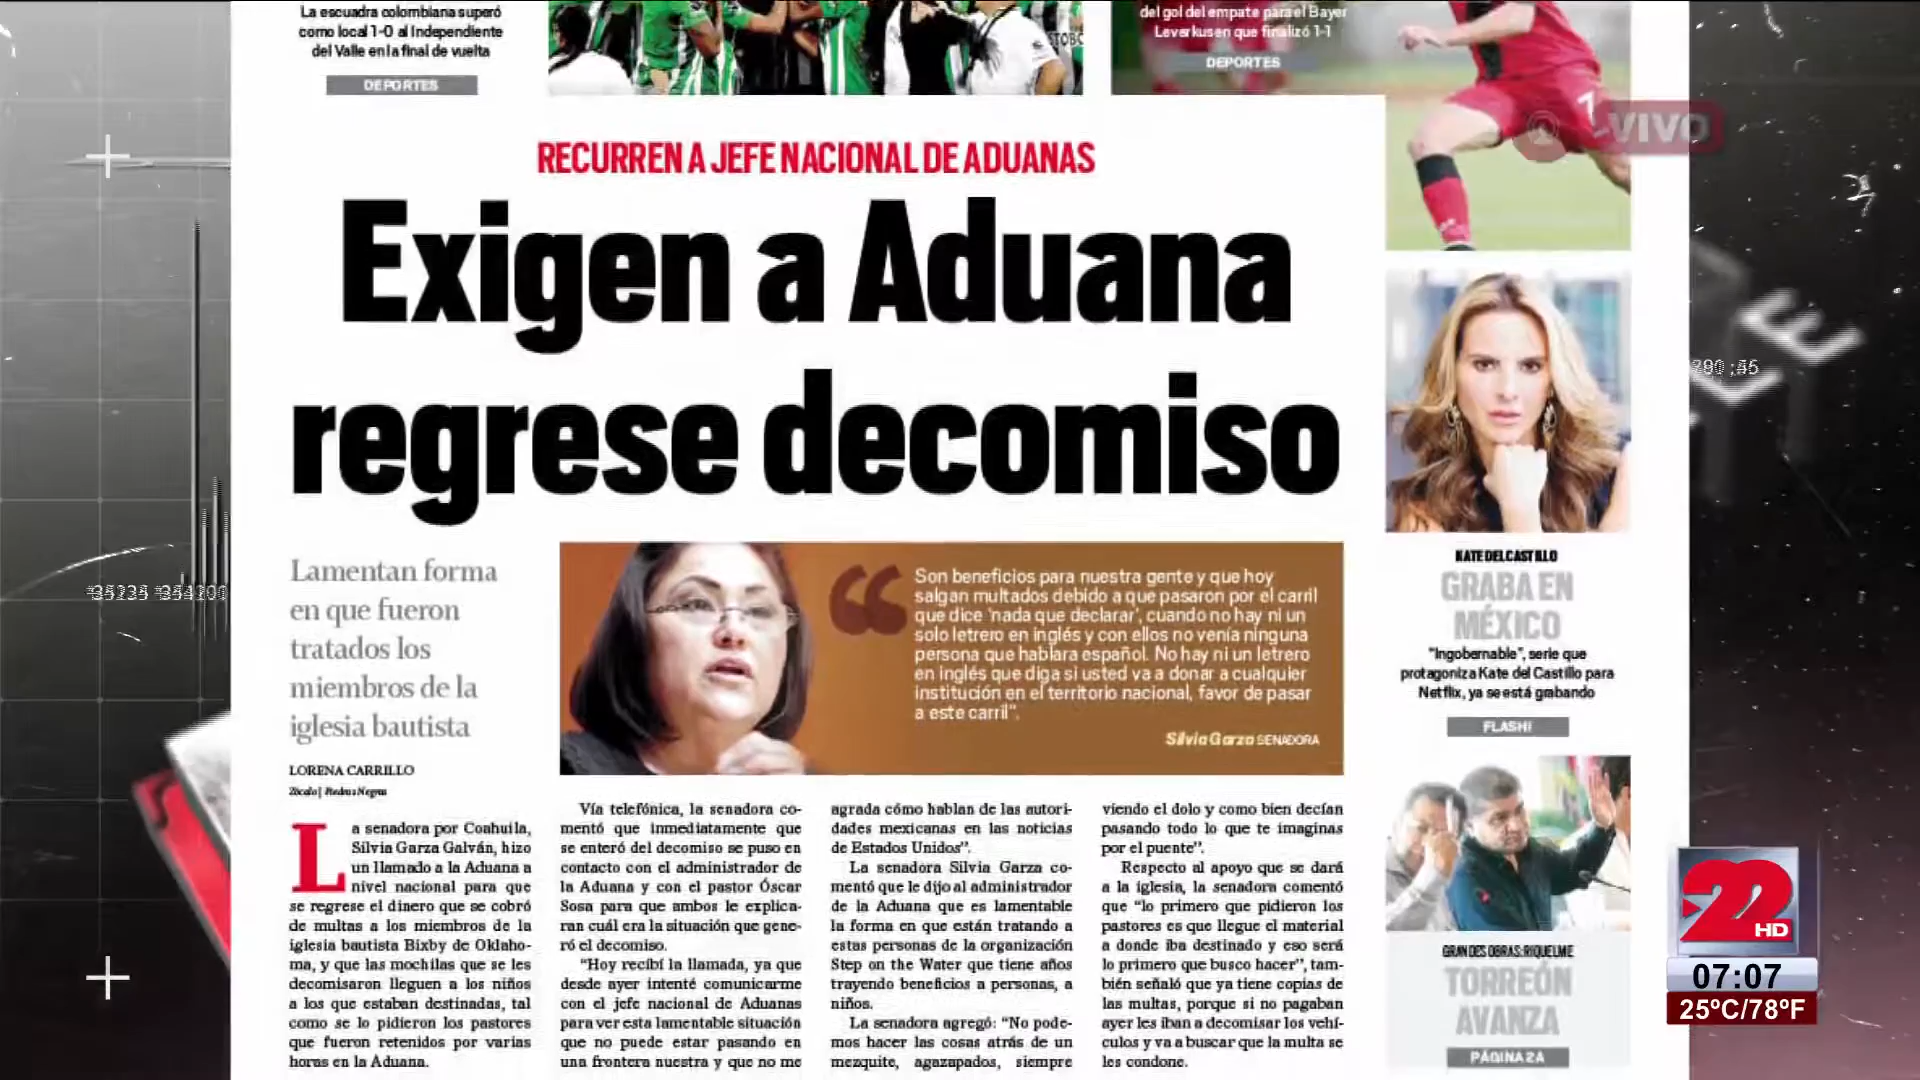 La escuadra colombiana superó
como local 1-0 al Independiente
del Valle en la final de vuelta
DEPORTES
del gol del empate para el Bayer
Leverkusen que finalizó 1-1
DEPORTES
VIVO
RECURREN A JEFE NACIONAL DE ADUANAS
Exigen a Aduana
regrese decomiso
Lamentan forma
en que fueron
tratados los
miembros de la
iglesia bautista
LORENA CARRILLO
Zócalo | Piedras Negras
Son beneficios para nuestra gente y que hoy
salgan multados debido a que pasaron por el carril
que dice 'nada que declarar', cuando no hay ni un
solo letrero en inglés y con ellos no venía ninguna
persona que hablara español. No hay ni un letrero
en inglés que diga si usted va a donar a cualquier
institución en el territorio nacional, favor de pasar
a este carril".
Silvia Garza SENADORA
La senadora por Coahuila,
Silvia Garza Galván, hizo
un llamado a la Aduana a
nivel nacional para que
se regrese el dinero que se cobró
de multas a los miembros de la
iglesia bautista Bixby de Oklaho-
ma, y que las mochilas que se les
decomisaron lleguen a los niños
a los que estaban destinadas, tal
como se lo pidieron los pastores
que fueron retenidos por varias
horas en la Aduana.
Vía telefónica, la senadora co-
mentó que inmediatamente que
se enteró del decomiso se puso en
contacto con el administrador de
la Aduana y con el pastor Óscar
Sosa para que ambos le explica-
ran cuál era la situación que gene-
ró el decomiso.
"Hoy recibí la llamada, ya que
desde ayer intenté comunicarme
con el jefe nacional de Aduanas
para ver esta lamentable situación
que no puede estar pasando en
una frontera nuestra y que no me
agrada cómo hablan de las autori-
dades mexicanas en las noticias
de Estados Unidos".
La senadora Silvia Garza co-
mentó que le dijo al administrador
de la Aduana que es lamentable
la forma en que están tratando a
estas personas de la organización
Step on the Water que tiene años
trayendo beneficios a personas, a
niños.
La senadora agregó: "No pode-
mos hacer las cosas atrás de un
mezquite, agazapados, siempre
viendo el dolo y como bien decían
pasando todo lo que te imaginas
por el puente".
Respecto al apoyo que se dará
a la iglesia, la senadora comentó
que "lo primero que pidieron los
pastores es que llegue el material
a donde iba destinado y eso será
lo primero que busco hacer", tam-
bién señaló que ya tiene copias de
las multas, porque si no pagaban
ayer les iban a decomisar los vehí-
culos y va a buscar que la multa se
les condone.
KATE DEL CASTILLO
GRABA EN
MÉXICO
"Ingobernable", serie que
protagoniza Kate del Castillo para
Netflix, ya se está grabando
FLASH!
GRANDES OBRAS: RIQUELME
TORREÓN
AVANZA
PÁGINA 2A
22
HD
07:07
25ºC/78ºF